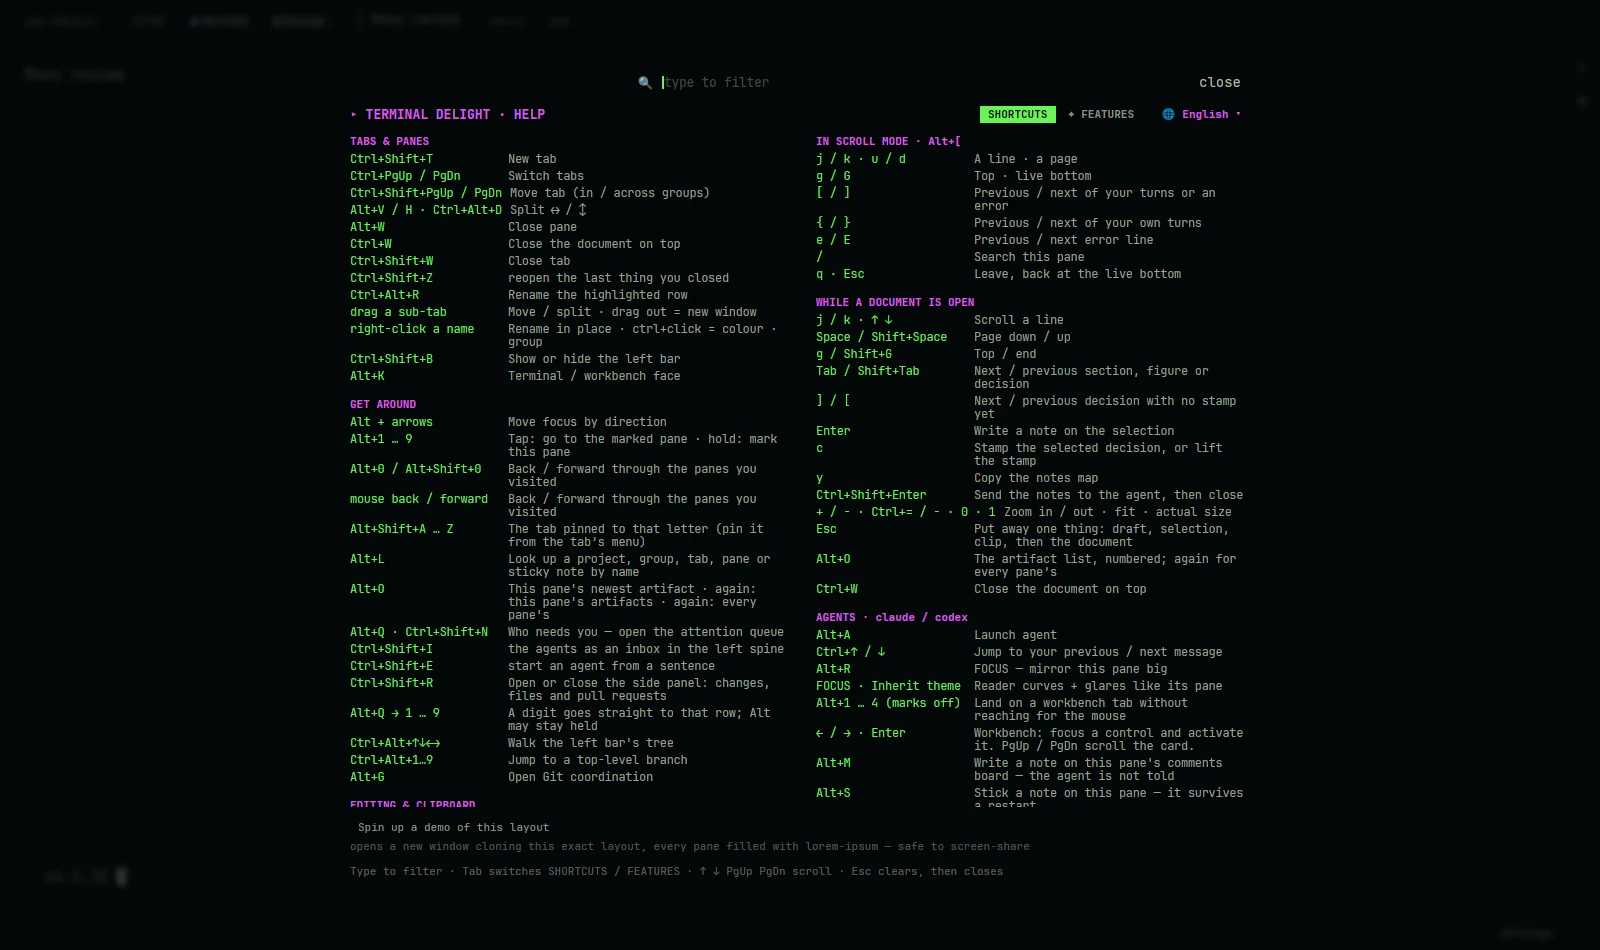 🔍 type to filter
close
▸ TERMINAL DELIGHT · HELP
SHORTCUTS
✦ FEATURES
🌐 English ▾
TABS & PANES
Ctrl+Shift+T New tab
Ctrl+PgUp / PgDn Switch tabs
Ctrl+Shift+PgUp / PgDn Move tab (in / across groups)
Alt+V / H · Ctrl+Alt+D Split ↔ / ↕
Alt+W Close pane
Ctrl+W Close the document on top
Ctrl+Shift+W Close tab
Ctrl+Shift+Z reopen the last thing you closed
Ctrl+Alt+R Rename the highlighted row
drag a sub-tab Move / split · drag out = new window
right-click a name Rename in place · ctrl+click = colour ·
group
Ctrl+Shift+B Show or hide the left bar
Alt+K Terminal / workbench face
GET AROUND
Alt + arrows Move focus by direction
Alt+1 … 9 Tap: go to the marked pane · hold: mark
this pane
Alt+0 / Alt+Shift+0 Back / forward through the panes you
visited
mouse back / forward Back / forward through the panes you
visited
Alt+Shift+A … Z The tab pinned to that letter (pin it
from the tab's menu)
Alt+L Look up a project, group, tab, pane or
sticky note by name
Alt+O This pane's newest artifact · again:
this pane's artifacts · again: every
pane's
Alt+Q · Ctrl+Shift+N Who needs you — open the attention queue
Ctrl+Shift+I the agents as an inbox in the left spine
Ctrl+Shift+E start an agent from a sentence
Ctrl+Shift+R Open or close the side panel: changes,
files and pull requests
Alt+Q → 1 … 9 A digit goes straight to that row; Alt
may stay held
Ctrl+Alt+↑↓←→ Walk the left bar's tree
Ctrl+Alt+1…9 Jump to a top-level branch
Alt+G Open Git coordination
EDITING & CLIPBOARD
IN SCROLL MODE · Alt+[
j / k · u / d A line · a page
g / G Top · live bottom
[ / ] Previous / next of your turns or an
error
{ / } Previous / next of your own turns
e / E Previous / next error line
/ Search this pane
q · Esc Leave, back at the live bottom
WHILE A DOCUMENT IS OPEN
j / k · ↑ ↓ Scroll a line
Space / Shift+Space Page down / up
g / Shift+G Top / end
Tab / Shift+Tab Next / previous section, figure or
decision
] / [ Next / previous decision with no stamp
yet
Enter Write a note on the selection
c Stamp the selected decision, or lift
the stamp
y Copy the notes map
Ctrl+Shift+Enter Send the notes to the agent, then close
+ / - · Ctrl+= / - · 0 · 1 Zoom in / out · fit · actual size
Esc Put away one thing: draft, selection,
clip, then the document
Alt+O The artifact list, numbered; again for
every pane's
Ctrl+W Close the document on top
AGENTS · claude / codex
Alt+A Launch agent
Ctrl+↑ / ↓ Jump to your previous / next message
Alt+R FOCUS — mirror this pane big
FOCUS · Inherit theme Reader curves + glares like its pane
Alt+1 … 4 (marks off) Land on a workbench tab without
reaching for the mouse
← / → · Enter Workbench: focus a control and activate
it. PgUp / PgDn scroll the card.
Alt+M Write a note on this pane's comments
board — the agent is not told
Alt+S Stick a note on this pane — it survives
a restart
Spin up a demo of this layout
opens a new window cloning this exact layout, every pane filled with lorem-ipsum — safe to screen-share
Type to filter · Tab switches SHORTCUTS / FEATURES · ↑ ↓ PgUp PgDn scroll · Esc clears, then closes